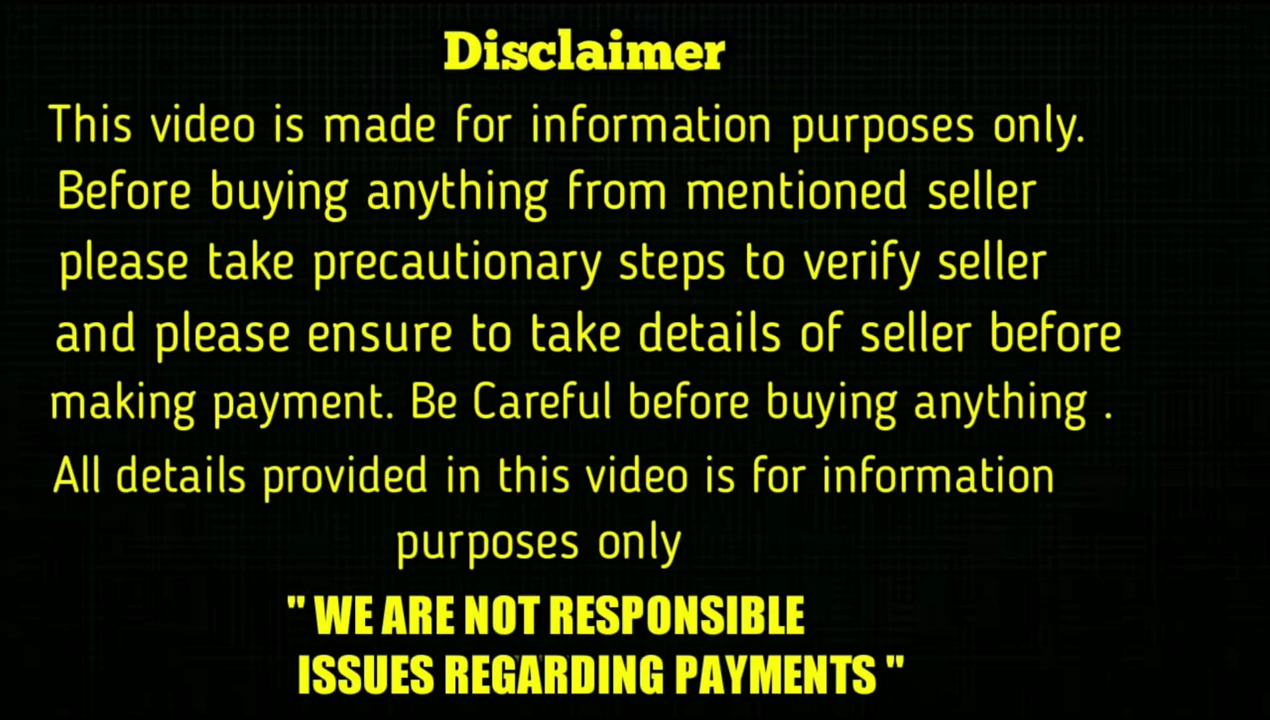 Disclaimer
This video is made for information purposes only.
Before buying anything from mentioned seller
please take precautionary steps to verify seller
and please ensure to take details of seller before
making payment. Be Careful before buying anything .
All details provided in this video is for information
purposes only
" WE ARE NOT RESPONSIBLE
ISSUES REGARDING PAYMENTS "